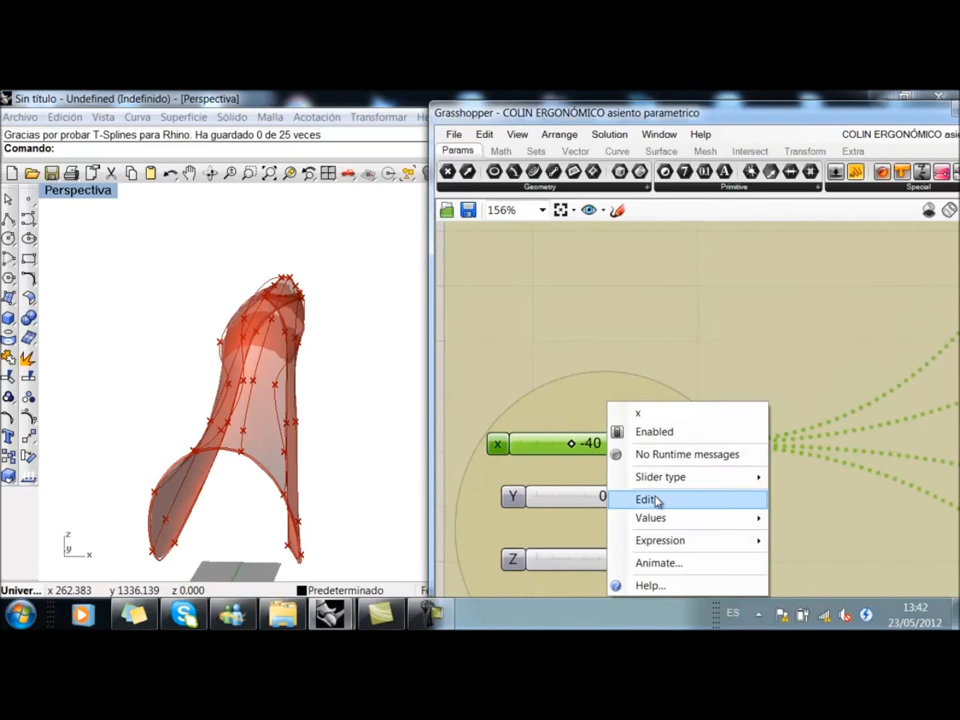 Sin título - Undefined (Indefinido) - [Perspectiva]
Archivo Edición Vista Curva Superficie Sólido Malla Acotación Transformar
Gracias por probar T-Splines para Rhino. Ha guardado 0 de 25 veces
Comando:
Perspectiva
z
y x
Univer... x 262.383 y 1336.139 z 0.000 Predeterminado
Grasshopper - COLIN ERGONÓMICO asiento parametrico
File Edit View Arrange Solution Window Help COLIN ERGONÓMICO asie
Params Math Sets Vector Curve Surface Mesh Intersect Transform Extra
Geometry + Primitive + Special
156%
x -40
Y 0
Z
x
Enabled
No Runtime messages
Slider type
Edit
Values
Expression
Animate...
Help...
ES 13:42
23/05/2012